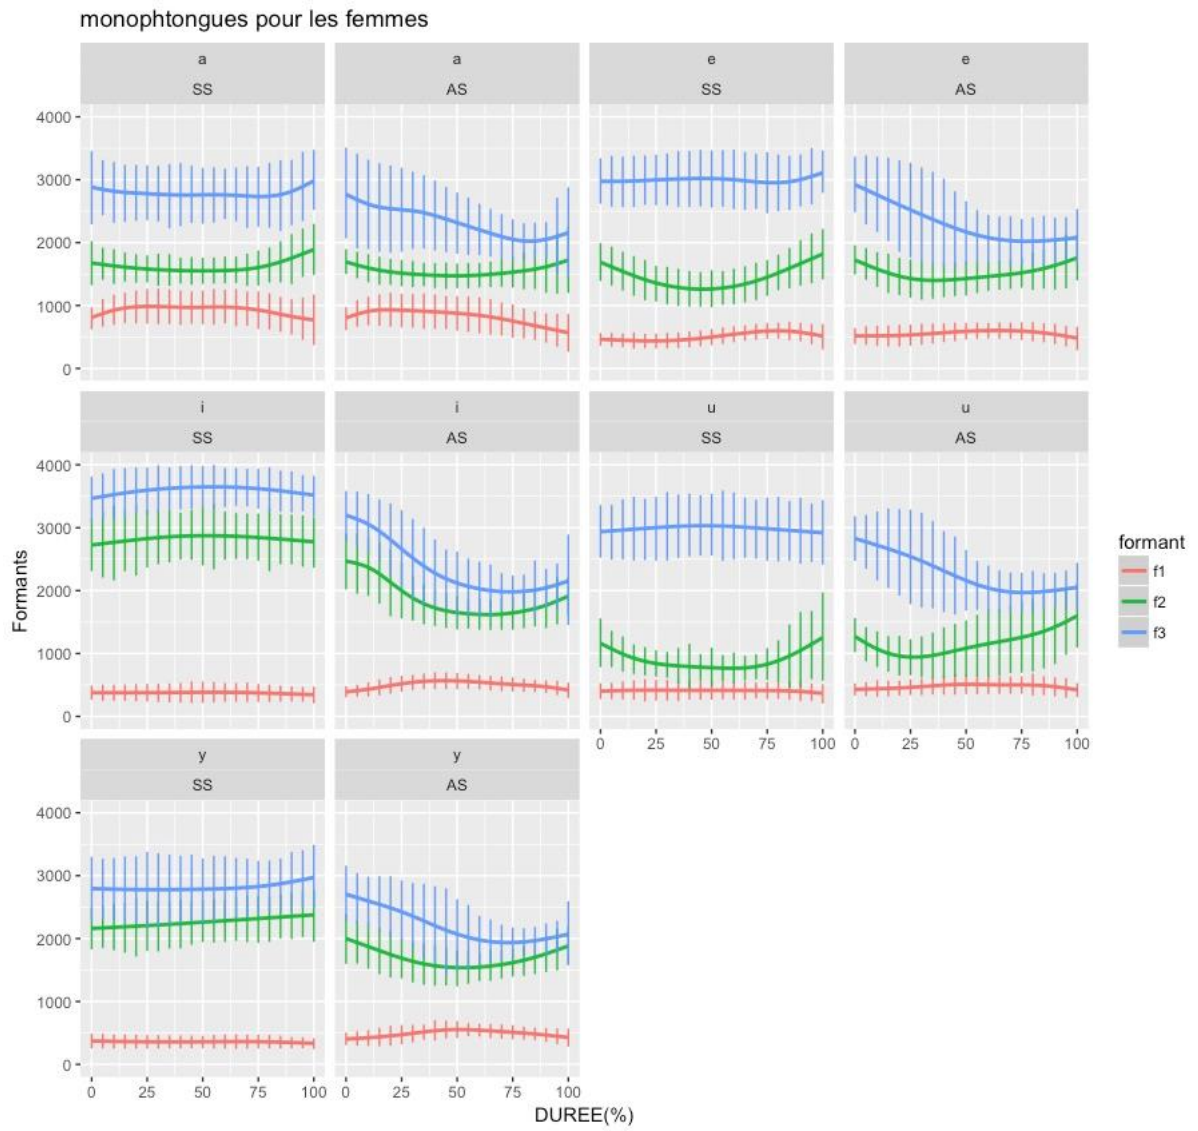 monophtongues pour les femmes
a a e e
SS AS SS AS
4000
3000
2000
1000
0
i i u u
SS AS SS AS
4000
3000
2000
1000
0
0 25 50 75 100 0 25 50 75 100
y y
SS AS
4000
3000
2000
1000
0
0 25 50 75 100 0 25 50 75 100
DUREE(%)
Formants
formant
f1
f2
f3